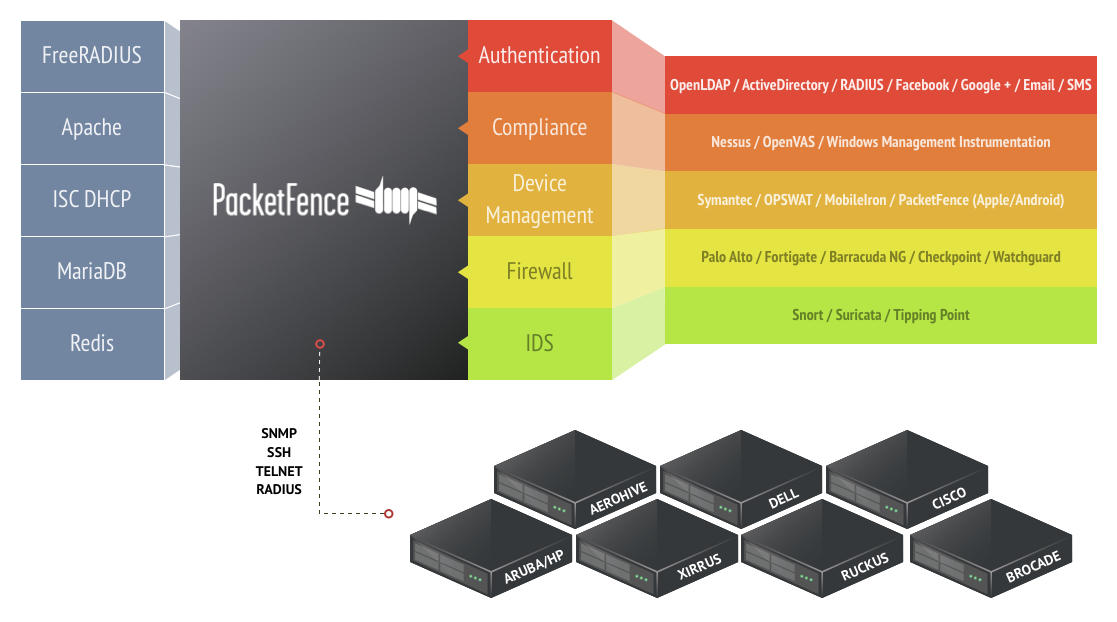 FreeRADIUS
Apache
ISC DHCP
MariaDB
Redis
PacketFence
Authentication
Compliance
Device
Management
Firewall
IDS
OpenLDAP / ActiveDirectory / RADIUS / Facebook / Google + / Email / SMS
Nessus / OpenVAS / Windows Management Instrumentation
Symantec / OPSWAT / MobileIron / PacketFence (Apple/Android)
Palo Alto / Fortigate / Barracuda NG / Checkpoint / Watchguard
Snort / Suricata / Tipping Point
SNMP
SSH
TELNET
RADIUS
AEROHIVE
DELL
CISCO
ARUBA/HP
XIRRUS
RUCKUS
BROCADE